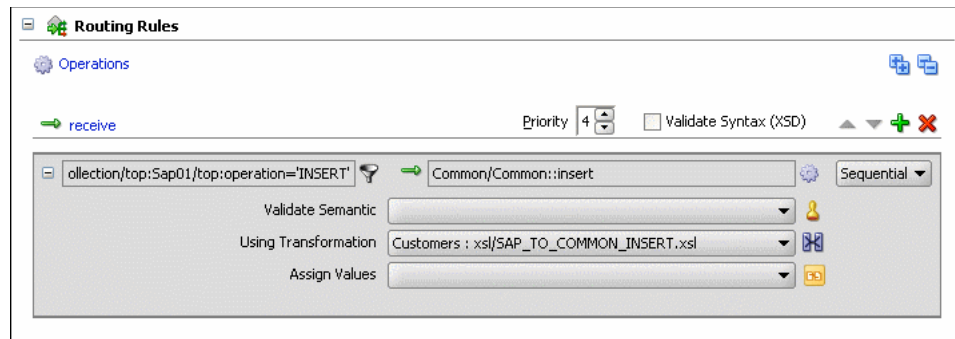 Routing Rules
Operations
receive Priority 4 Validate Syntax (XSD)
ollection/top:Sap01/top:operation='INSERT' Common/Common::insert Sequential
Validate Semantic
Using Transformation Customers : xsl/SAP_TO_COMMON_INSERT.xsl
Assign Values